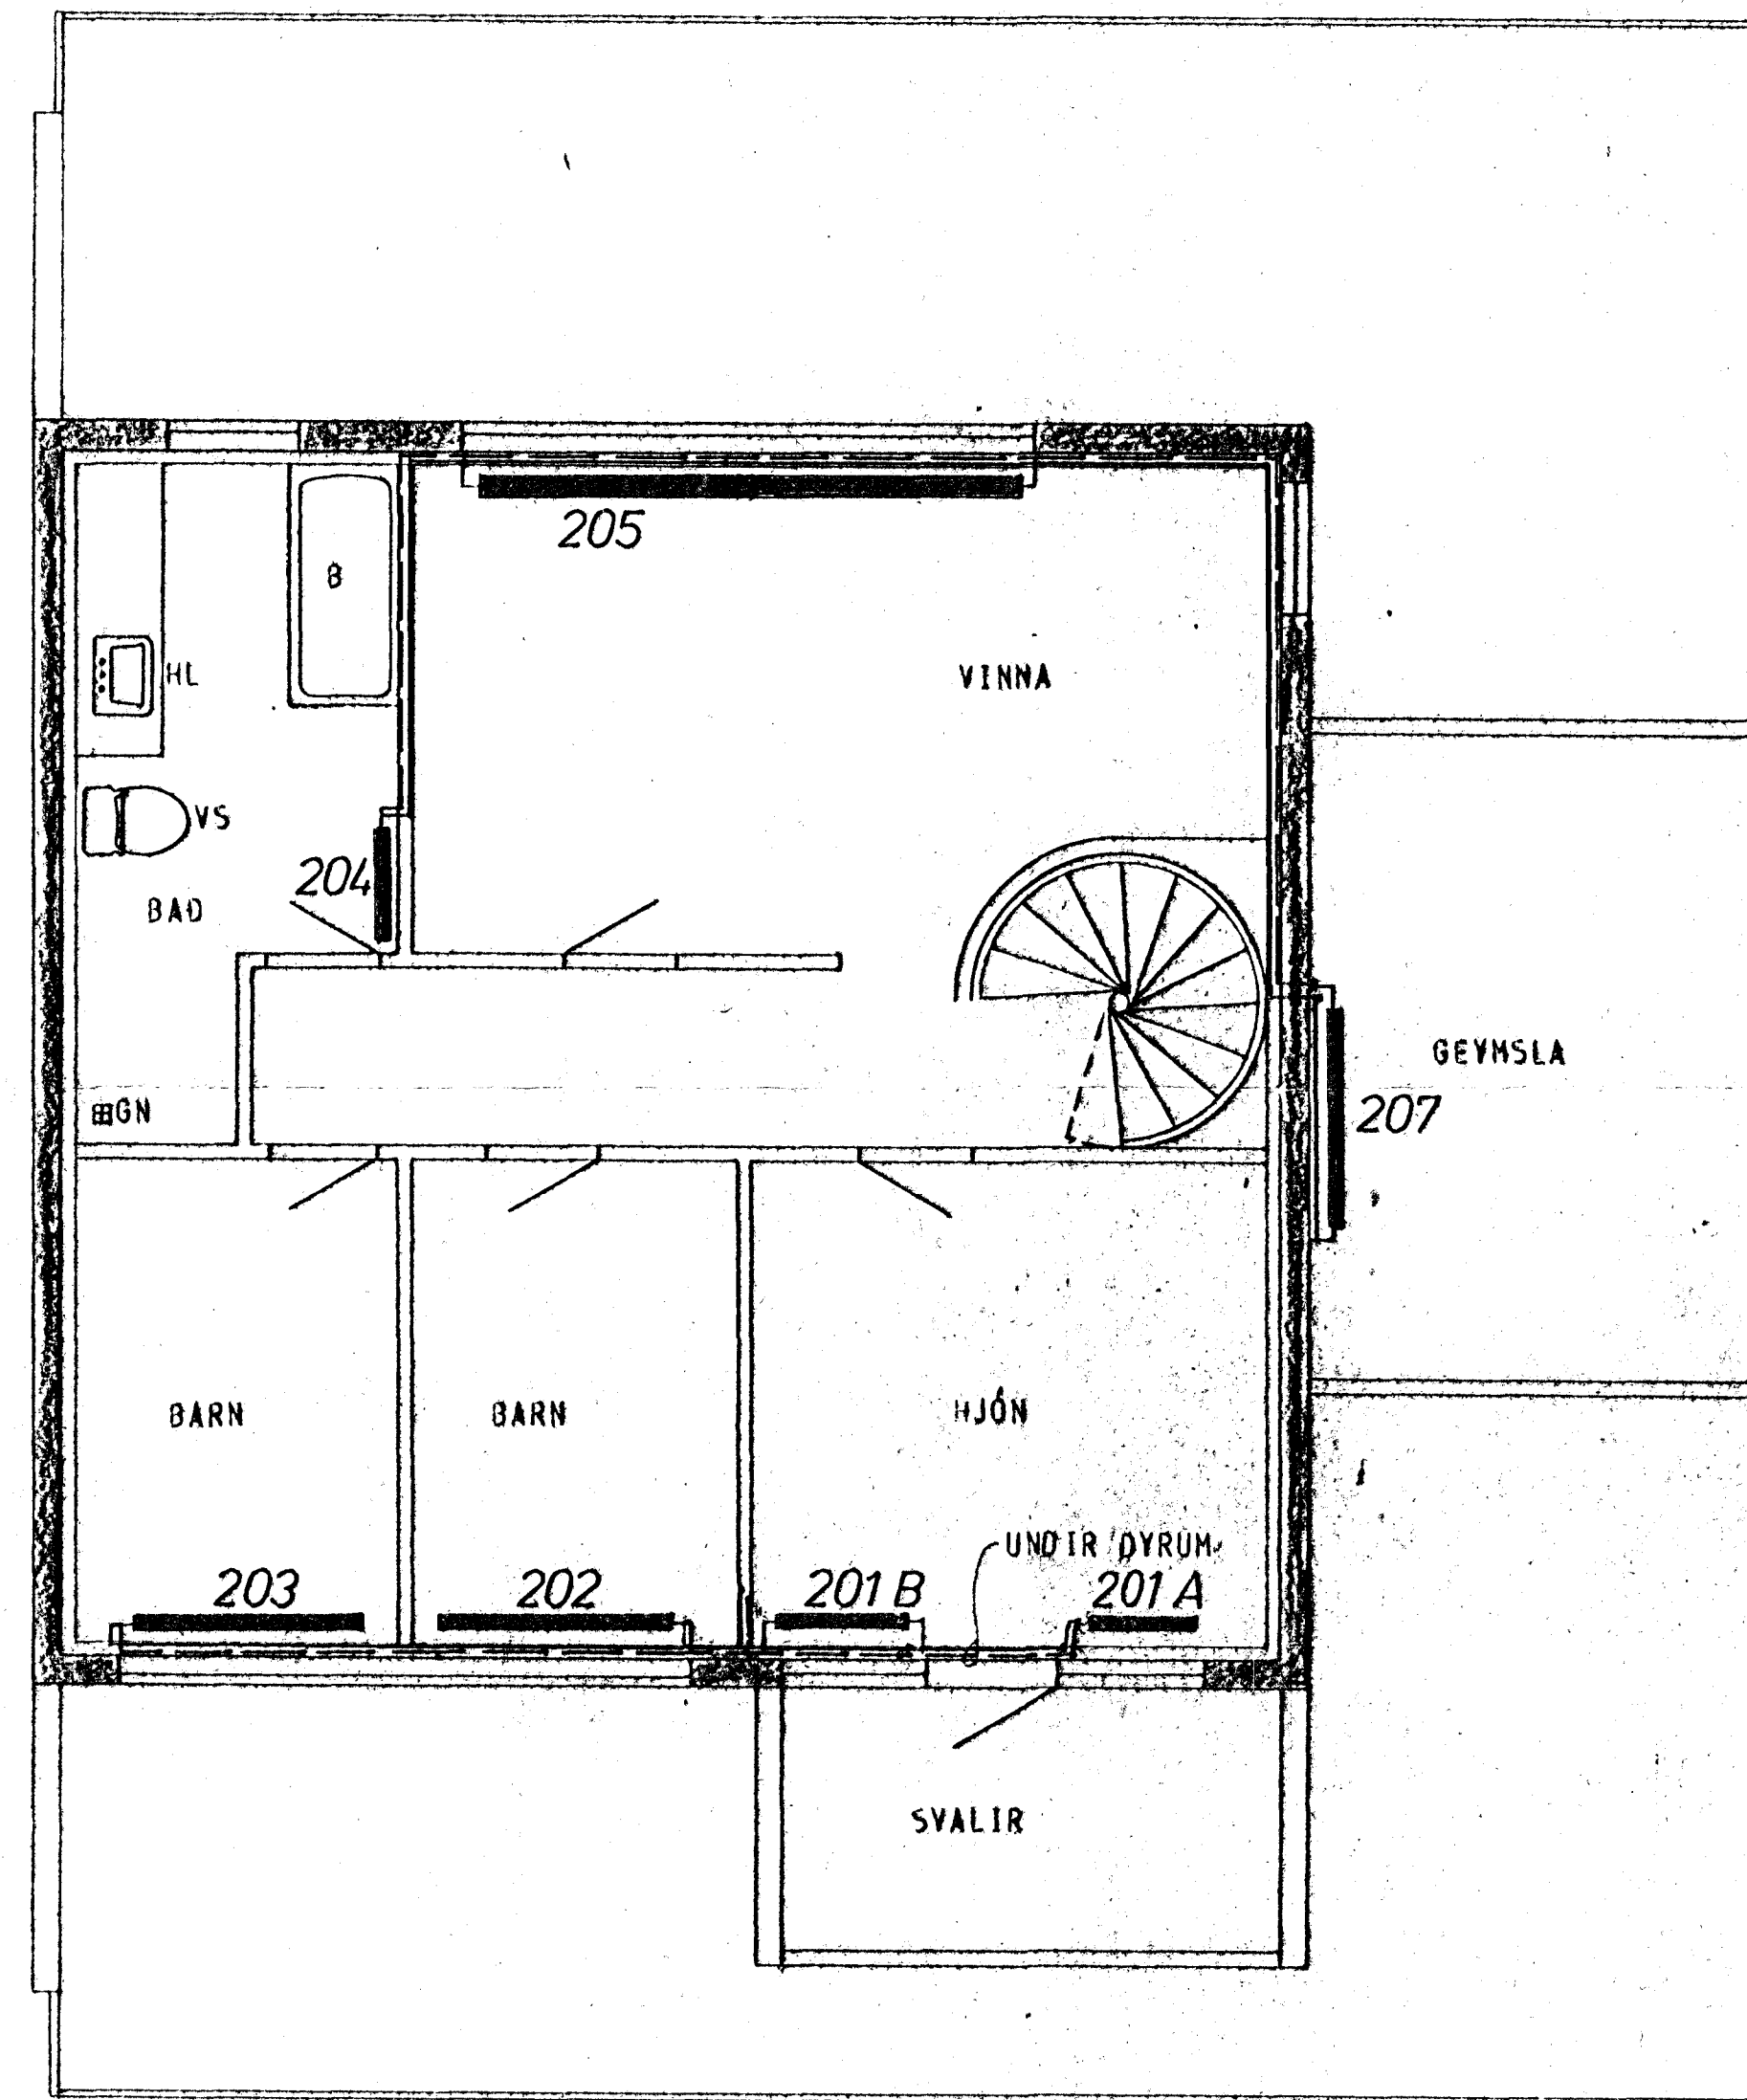 205
B
HL
VINNA
VS
204
BAÐ
GEYMSLA
GN
207
BARN
BARN
HJÓN
UNDIR DYRUM
203
202
201 B
201 A
SVALIR